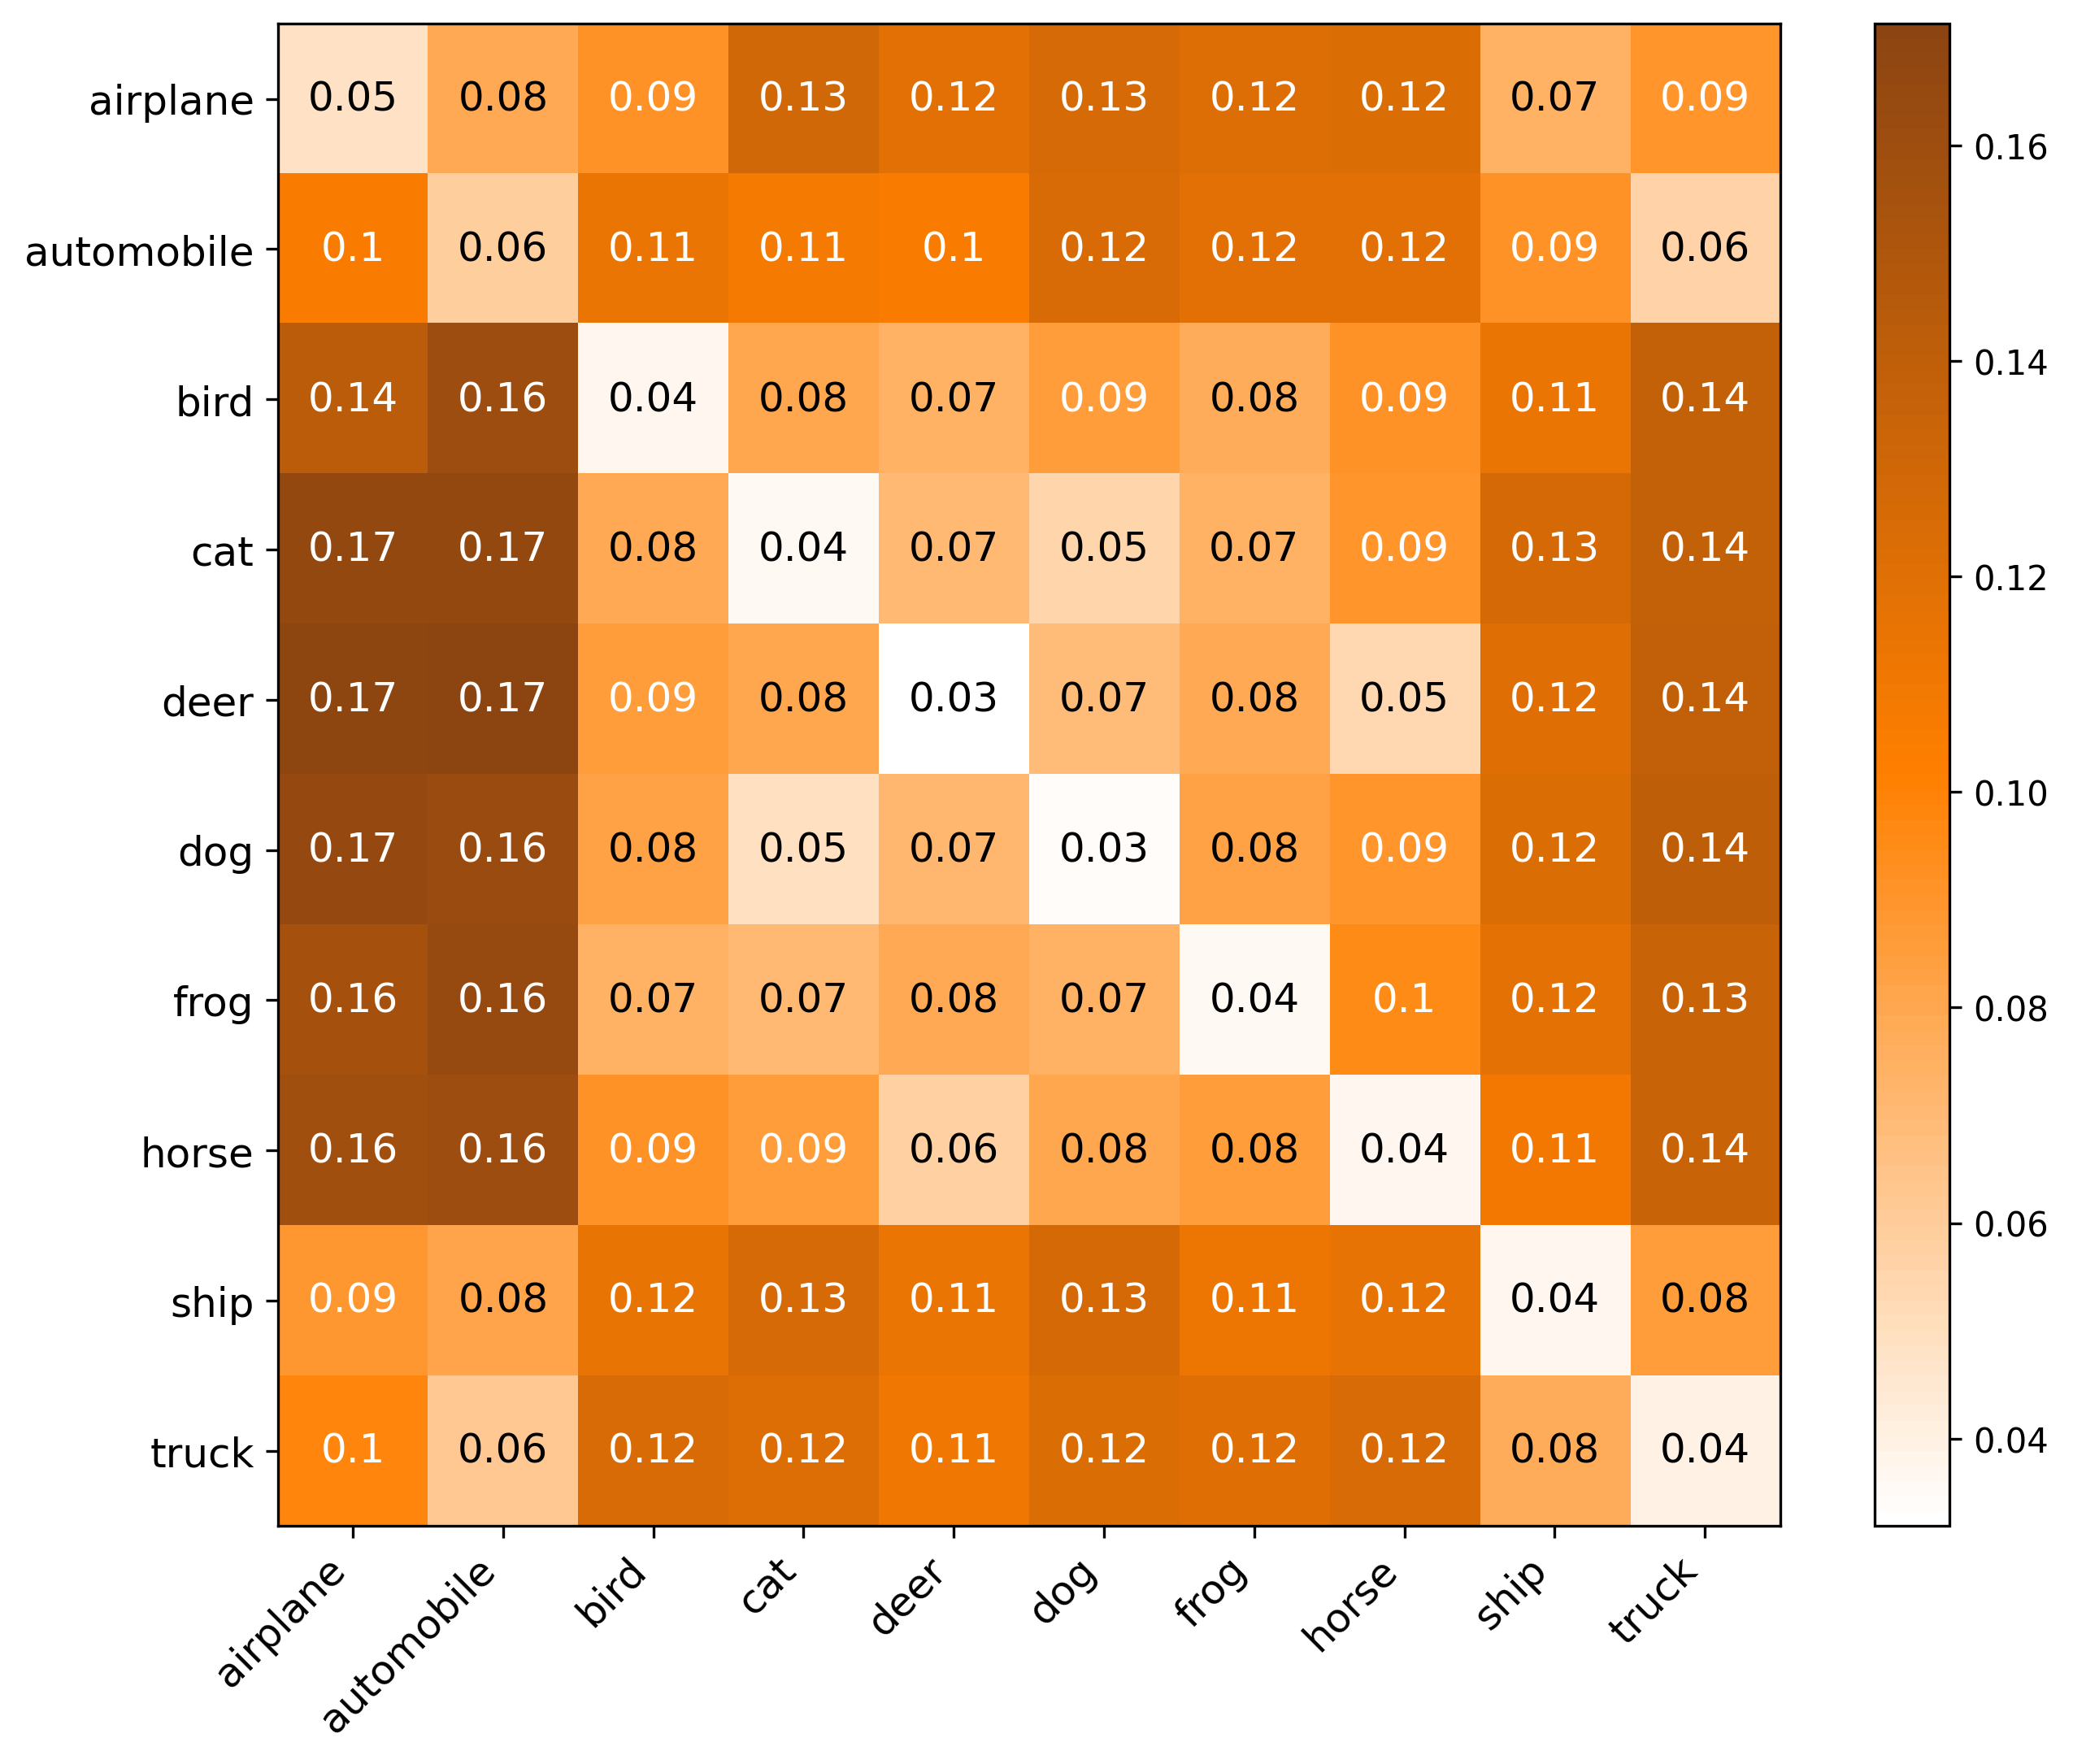 airplane 0.05 0.08 0.09 0.13 0.12 0.13 0.12 0.12 0.07 0.09
automobile 0.1 0.06 0.11 0.11 0.1 0.12 0.12 0.12 0.09 0.06
bird 0.14 0.16 0.04 0.08 0.07 0.09 0.08 0.09 0.11 0.14
cat 0.17 0.17 0.08 0.04 0.07 0.05 0.07 0.09 0.13 0.14
deer 0.17 0.17 0.09 0.08 0.03 0.07 0.08 0.05 0.12 0.14
dog 0.17 0.16 0.08 0.05 0.07 0.03 0.08 0.09 0.12 0.14
frog 0.16 0.16 0.07 0.07 0.08 0.07 0.04 0.1 0.12 0.13
horse 0.16 0.16 0.09 0.09 0.06 0.08 0.08 0.04 0.11 0.14
ship 0.09 0.08 0.12 0.13 0.11 0.13 0.11 0.12 0.04 0.08
truck 0.1 0.06 0.12 0.12 0.11 0.12 0.12 0.12 0.08 0.04
airplane automobile bird cat deer dog frog horse ship truck
0.16
0.14
0.12
0.10
0.08
0.06
0.04